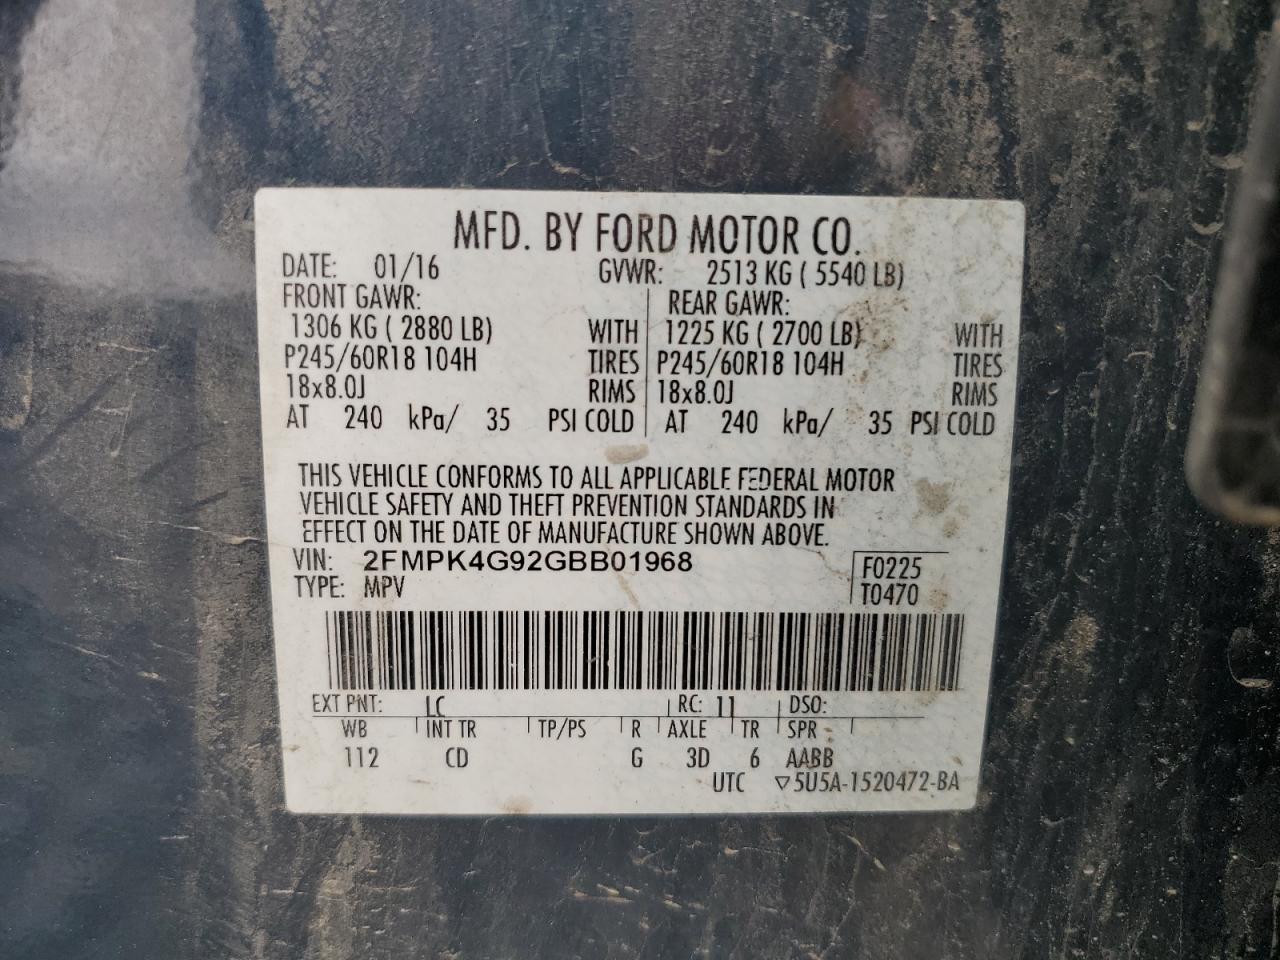 MFD. BY FORD MOTOR CO.
DATE: 01/16 GVWR: 2513 KG ( 5540 LB)
FRONT GAWR: REAR GAWR:
1306 KG ( 2880 LB) WITH 1225 KG ( 2700 LB) WITH
P245/60R18 104H TIRES P245/60R18 104H TIRES
18x8.0J RIMS 18x8.0J RIMS
AT 240 kPa/ 35 PSI COLD AT 240 kPa/ 35 PSI COLD
THIS VEHICLE CONFORMS TO ALL APPLICABLE FEDERAL MOTOR
VEHICLE SAFETY AND THEFT PREVENTION STANDARDS IN
EFFECT ON THE DATE OF MANUFACTURE SHOWN ABOVE.
VIN: 2FMPK4G92GBB01968 F0225
TYPE: MPV T0470
EXT PNT: LC RC: 11 DSO:
WB INT TR TP/PS R AXLE TR SPR
112 CD G 3D 6 AABB
UTC ▽5U5A-1520472-BA